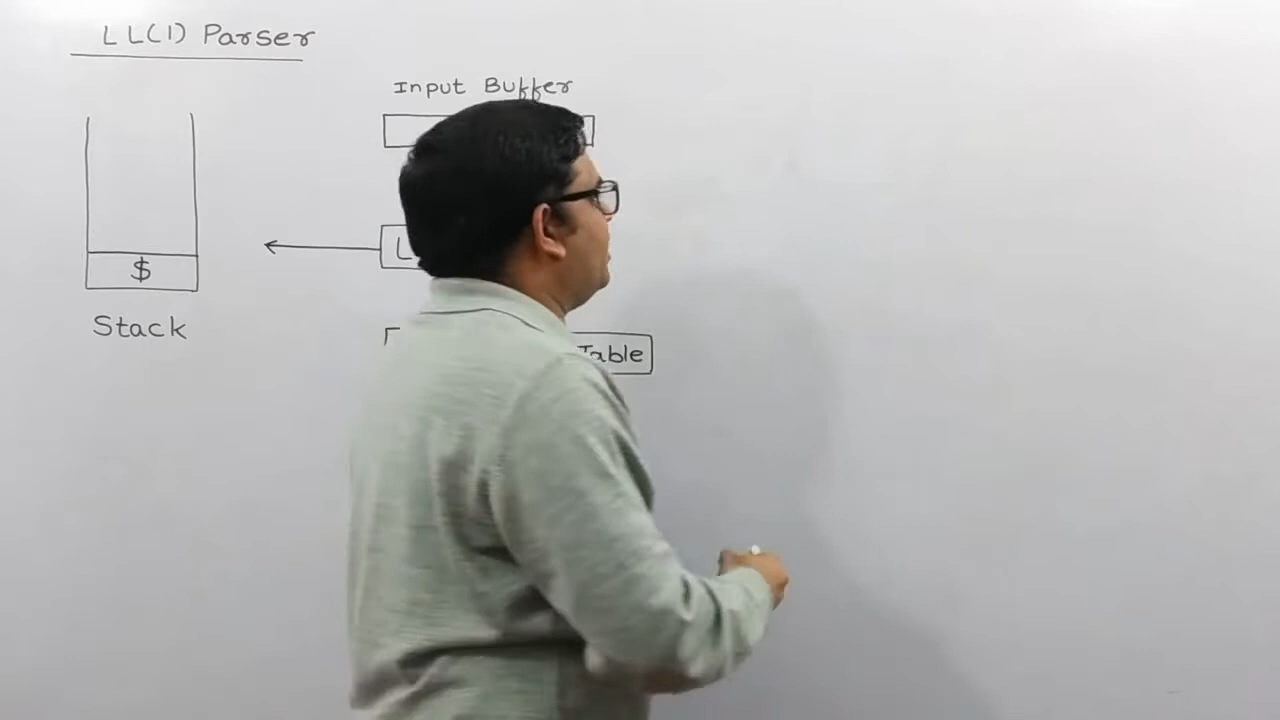 LL(1) Parser
Input Buffer
L
$
Stack
Table